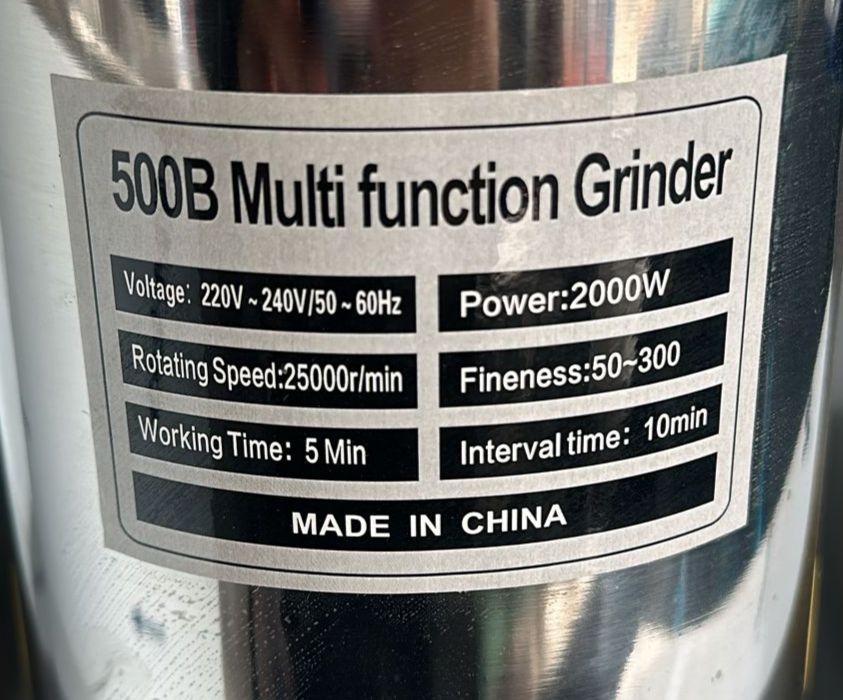 500B Multi function Grinder
Voltage: 220V ~ 240V/50 ~ 60Hz
Power:2000W
Rotating Speed:25000r/min
Fineness:50~300
Working Time: 5 Min
Interval time: 10min
MADE IN CHINA